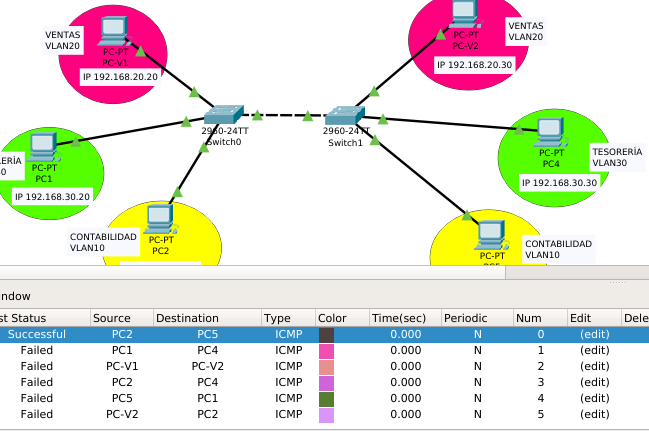 VENTAS
VLAN20
PC-PT
PC-V1
IP 192.168.20.20
VENTAS
VLAN20
PC-PT
PC-V2
IP 192.168.20.30
2960-24TT
Switch0
2960-24TT
Switch1
PC-PT
PC1
IP 192.168.30.20
PC-PT
PC4
TESORERÍA
VLAN30
IP 192.168.30.30
CONTABILIDAD
VLAN10
PC-PT
PC2
PC-PT
CONTABILIDAD
VLAN10
ndow
st Status Source Destination Type Color Time(sec) Periodic Num Edit Dele
Successful PC2 PC5 ICMP 0.000 N 0 (edit)
Failed PC1 PC4 ICMP 0.000 N 1 (edit)
Failed PC-V1 PC-V2 ICMP 0.000 N 2 (edit)
Failed PC2 PC4 ICMP 0.000 N 3 (edit)
Failed PC5 PC1 ICMP 0.000 N 4 (edit)
Failed PC-V2 PC2 ICMP 0.000 N 5 (edit)